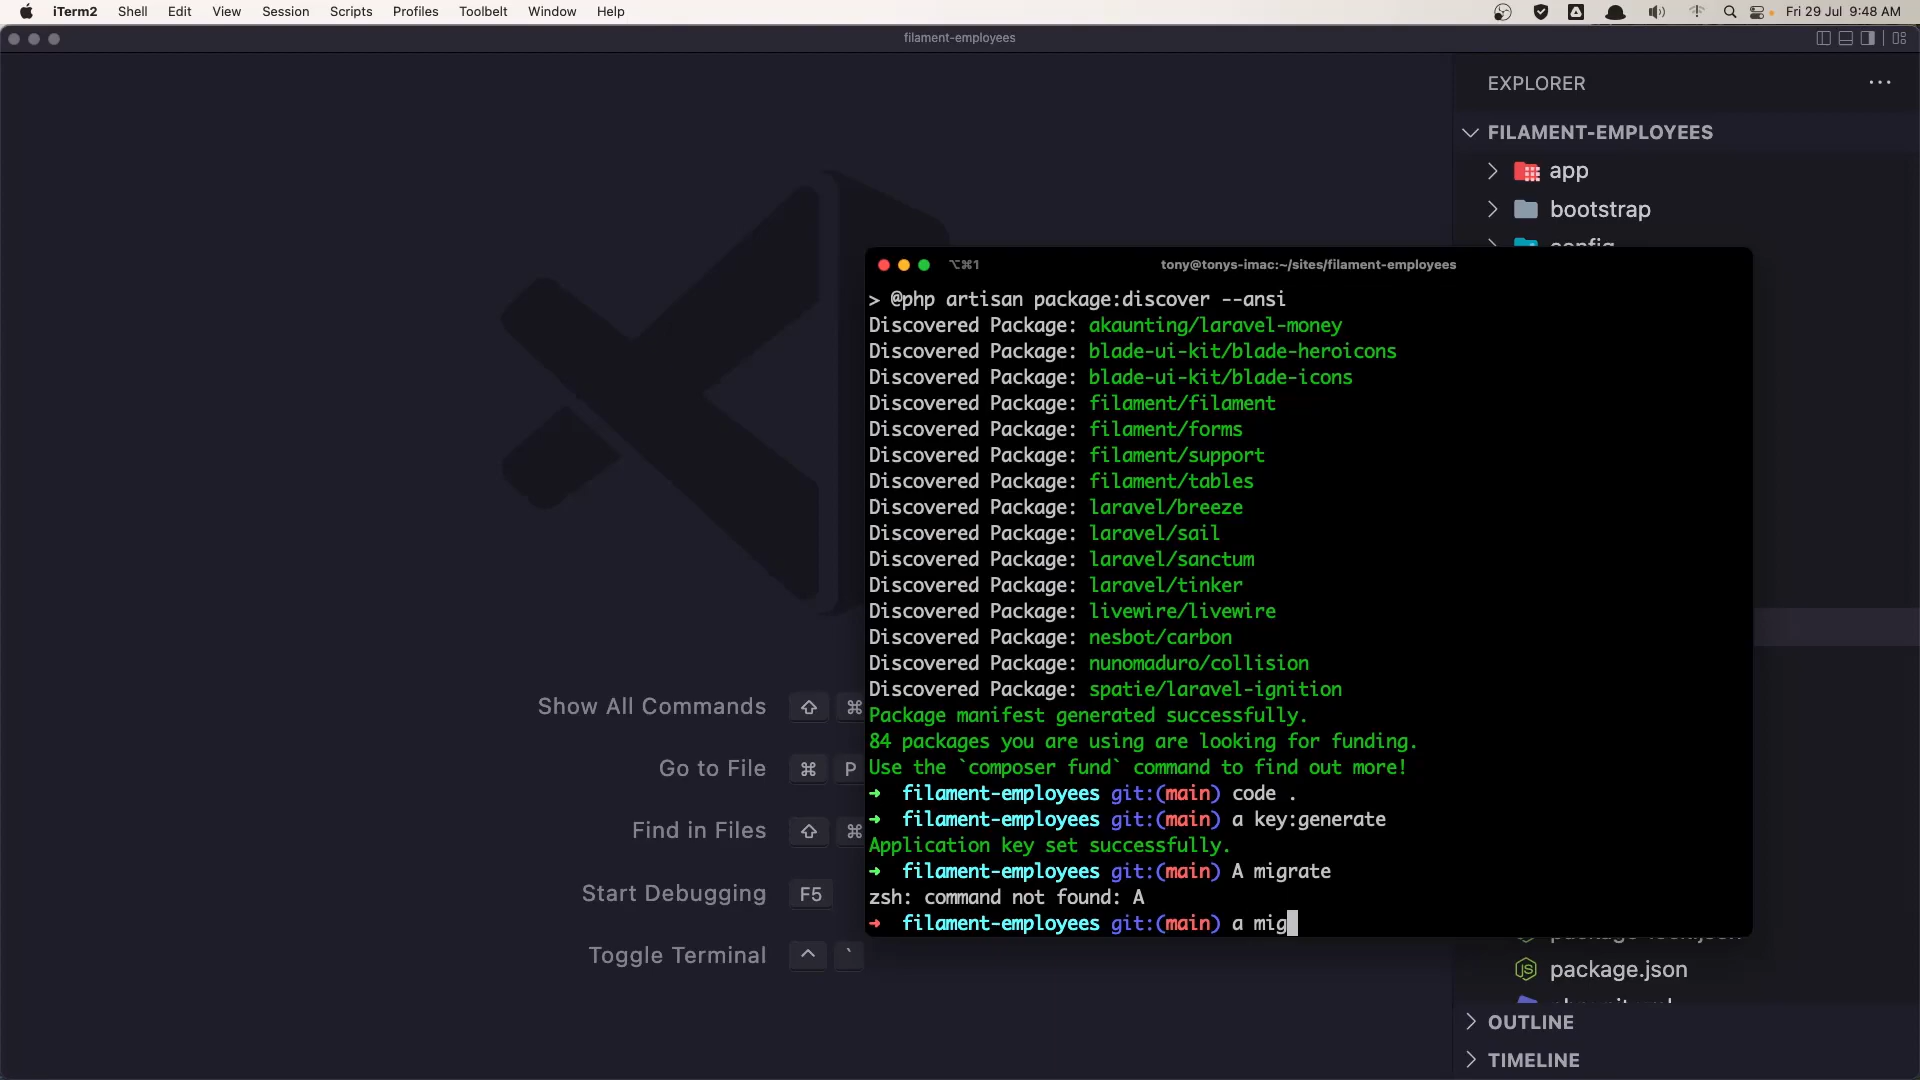 iTerm2 Shell Edit View Session Scripts Profiles Toolbelt Window Help Fri 29 Jul 9:48 AM
filament-employees
EXPLORER ...
FILAMENT-EMPLOYEES
app
bootstrap
config
⌥⌘1 tony@tonys-imac:~/sites/filament-employees
> @php artisan package:discover --ansi
Discovered Package: akaunting/laravel-money
Discovered Package: blade-ui-kit/blade-heroicons
Discovered Package: blade-ui-kit/blade-icons
Discovered Package: filament/filament
Discovered Package: filament/forms
Discovered Package: filament/support
Discovered Package: filament/tables
Discovered Package: laravel/breeze
Discovered Package: laravel/sail
Discovered Package: laravel/sanctum
Discovered Package: laravel/tinker
Discovered Package: livewire/livewire
Discovered Package: nesbot/carbon
Discovered Package: nunomaduro/collision
Discovered Package: spatie/laravel-ignition
Package manifest generated successfully.
84 packages you are using are looking for funding.
Use the `composer fund` command to find out more!
➜ filament-employees git:(main) code .
➜ filament-employees git:(main) a key:generate
Application key set successfully.
➜ filament-employees git:(main) A migrate
zsh: command not found: A
➜ filament-employees git:(main) a mig
Show All Commands ⇧ ⌘
Go to File ⌘ P
Find in Files ⇧ ⌘
Start Debugging F5
Toggle Terminal ^ `
package.json
OUTLINE
TIMELINE